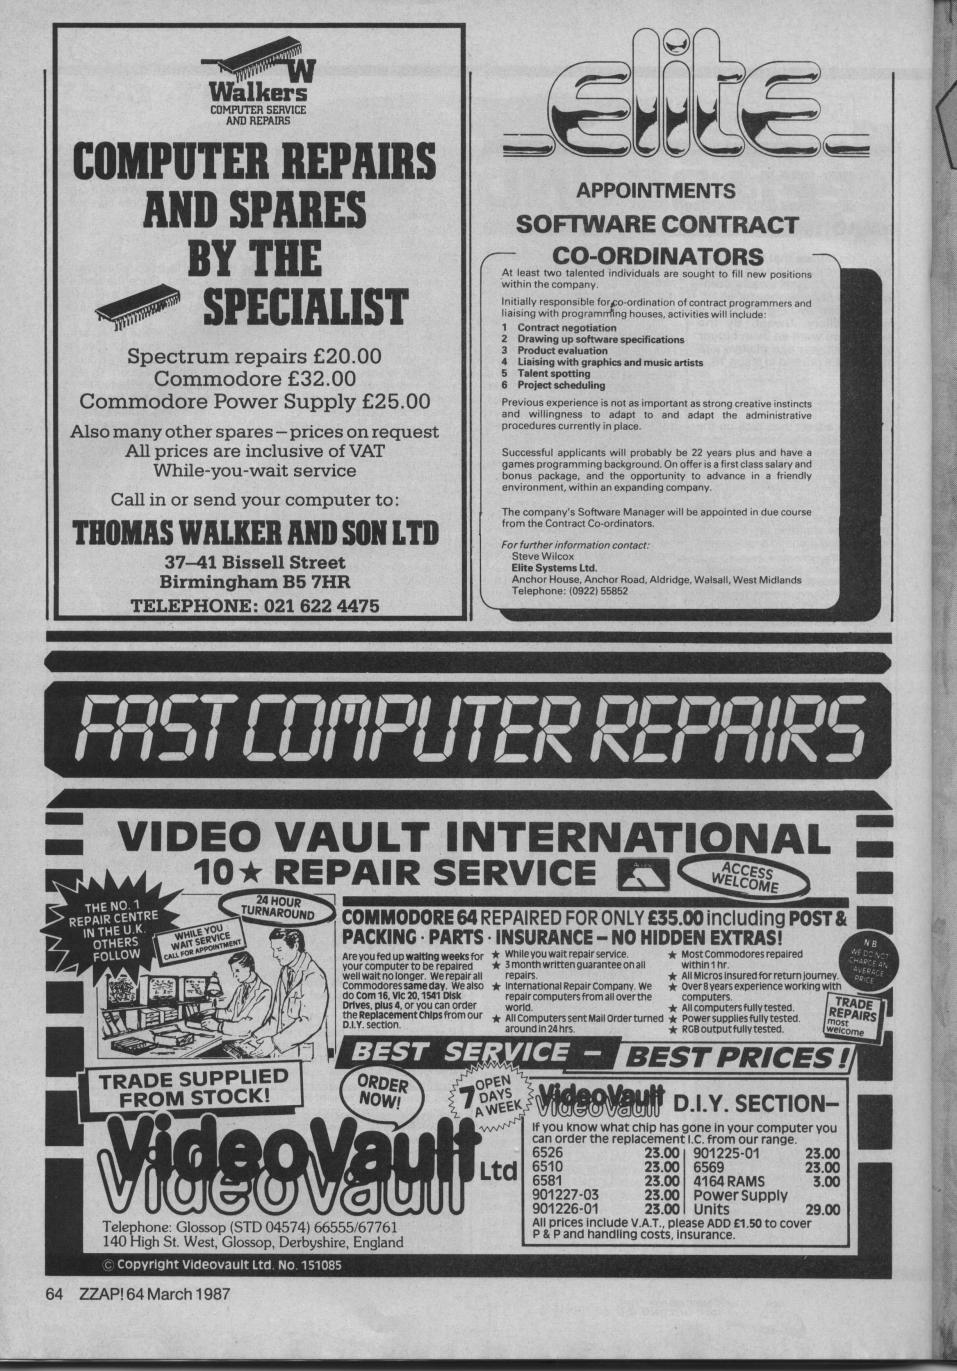 W
Walkers
COMPUTER SERVICE
AND REPAIRS
COMPUTER REPAIRS
AND SPARES
BY THE
SPECIALIST
Spectrum repairs £20.00
Commodore £32.00
Commodore Power Supply £25.00
Also many other spares – prices on request
All prices are inclusive of VAT
While-you-wait service
Call in or send your computer to:
THOMAS WALKER AND SON LTD
37–41 Bissell Street
Birmingham B5 7HR
TELEPHONE: 021 622 4475
elite
APPOINTMENTS
SOFTWARE CONTRACT
CO-ORDINATORS
At least two talented individuals are sought to fill new positions
within the company.
Initially responsible for co-ordination of contract programmers and
liaising with programming houses, activities will include:
1 Contract negotiation
2 Drawing up software specifications
3 Product evaluation
4 Liaising with graphics and music artists
5 Talent spotting
6 Project scheduling
Previous experience is not as important as strong creative instincts
and willingness to adapt to and adapt the administrative
procedures currently in place.
Successful applicants will probably be 22 years plus and have a
games programming background. On offer is a first class salary and
bonus package, and the opportunity to advance in a friendly
environment, within an expanding company.
The company's Software Manager will be appointed in due course
from the Contract Co-ordinators.
For further information contact:
Steve Wilcox
Elite Systems Ltd.
Anchor House, Anchor Road, Aldridge, Walsall, West Midlands
Telephone: (0922) 55852
FAST COMPUTER REPAIRS
VIDEO VAULT INTERNATIONAL
10★ REPAIR SERVICE
ACCESS
WELCOME
THE NO. 1
REPAIR CENTRE
IN THE U.K.
OTHERS
FOLLOW
WHILE YOU
WAIT SERVICE
CALL FOR APPOINTMENT
24 HOUR
TURNAROUND
COMMODORE 64 REPAIRED FOR ONLY £35.00 including POST &
PACKING · PARTS · INSURANCE – NO HIDDEN EXTRAS!
Are you fed up waiting weeks for
your computer to be repaired
well wait no longer. We repair all
Commodores same day. We also
do Com 16, Vic 20, 1541 Disk
Drives, plus 4, or you can order
the Replacement Chips from our
D.I.Y. section.
★ While you wait repair service.
★ 3 month written guarantee on all
repairs.
★ International Repair Company. We
repair computers from all over the
world.
★ All Computers sent Mail Order turned
around in 24 hrs.
★ Most Commodores repaired
within 1 hr.
★ All Micros insured for return journey.
★ Over 8 years experience working with
computers.
★ All computers fully tested.
★ Power supplies fully tested.
★ RGB output fully tested.
N B
WE DO NOT
CHARGE AN
AVERAGE
PRICE
TRADE
REPAIRS
most
welcome
BEST SERVICE – BEST PRICES!
TRADE SUPPLIED
FROM STOCK!
ORDER
NOW!
7 OPEN
DAYS
A WEEK
Video Vault Ltd
Telephone: Glossop (STD 04574) 66555/67761
140 High St. West, Glossop, Derbyshire, England
Video Vault D.I.Y. SECTION–
If you know what chip has gone in your computer you
can order the replacement I.C. from our range.
6526 23.00 901225-01 23.00
6510 23.00 6569 23.00
6581 23.00 4164 RAMS 3.00
901227-03 23.00 Power Supply
901226-01 23.00 Units 29.00
All prices include V.A.T., please ADD £1.50 to cover
P & P and handling costs, insurance.
© Copyright Videovault Ltd. No. 151085
64 ZZAP! 64 March 1987